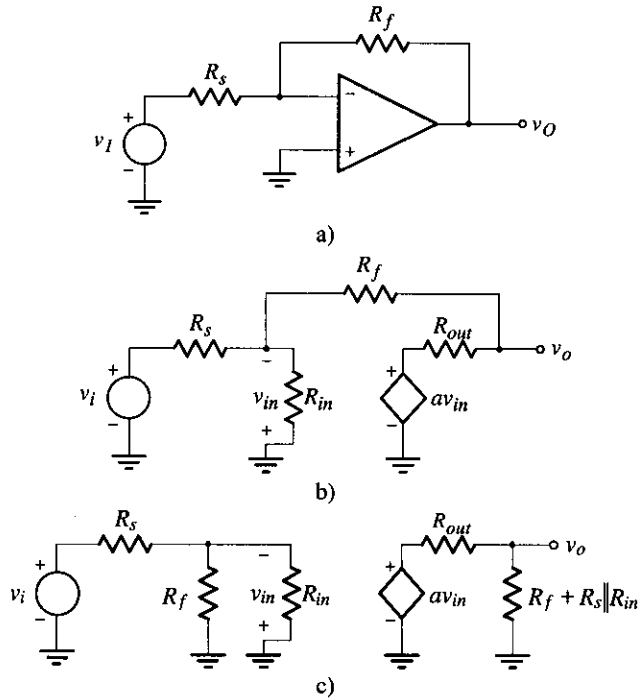 R_f
R_s
+
v_I
−
−
+
v_O
a)
R_f
R_s
R_out
v_o
+
v_i
−
−
v_in
R_in
+
+
av_in
−
b)
R_s
R_out
v_o
+
v_i
−
R_f
−
v_in
R_in
+
+
av_in
−
R_f + R_s||R_in
c)